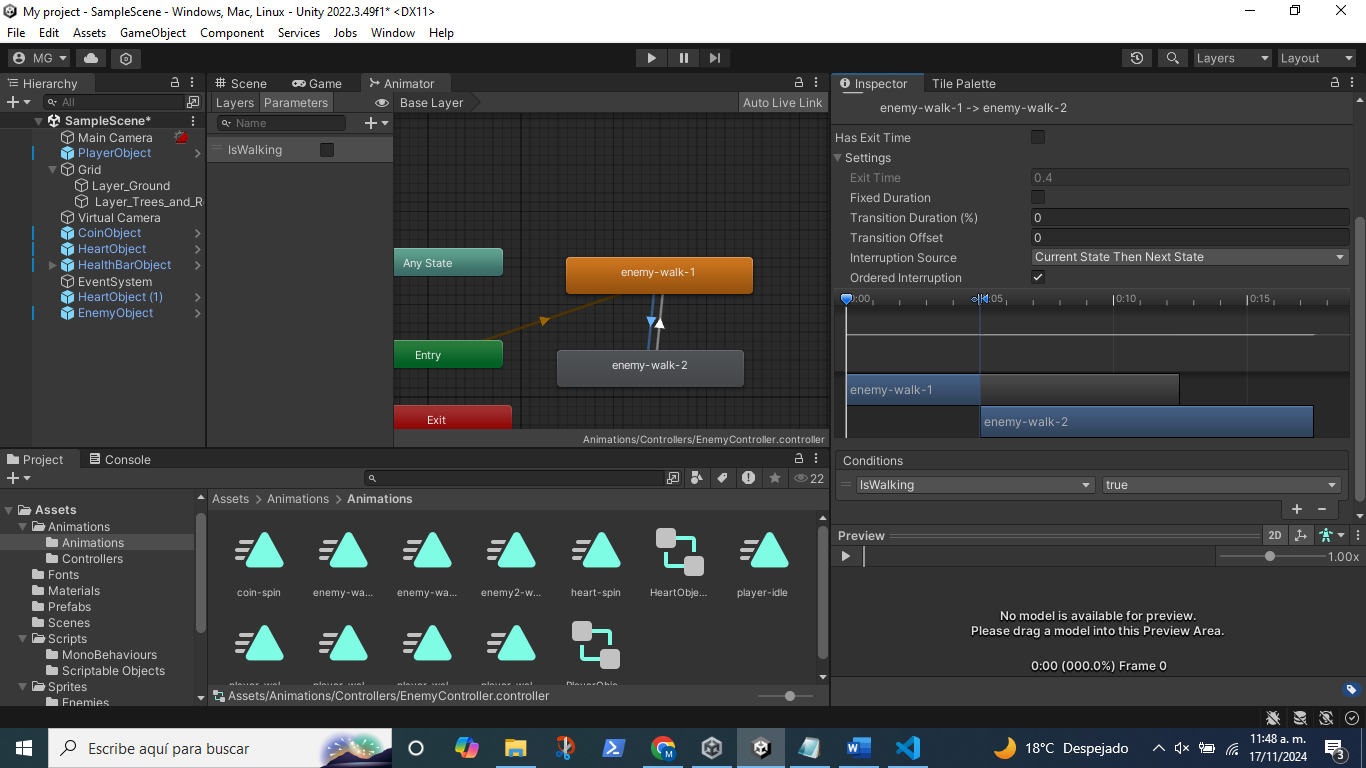 My project - SampleScene - Windows, Mac, Linux - Unity 2022.3.49f1* <DX11>
File Edit Assets GameObject Component Services Jobs Window Help
MG
Layers
Layout
Hierarchy
All
SampleScene*
Main Camera
PlayerObject
Grid
Layer_Ground
Layer_Trees_and_R
Virtual Camera
CoinObject
HeartObject
HealthBarObject
EventSystem
HeartObject (1)
EnemyObject
Scene Game Animator
Layers Parameters
Base Layer
Auto Live Link
Name
IsWalking
Any State
enemy-walk-1
Entry
enemy-walk-2
Exit
Animations/Controllers/EnemyController.controller
Inspector Tile Palette
enemy-walk-1 -> enemy-walk-2
Has Exit Time
Settings
Exit Time 0.4
Fixed Duration
Transition Duration (%) 0
Transition Offset 0
Interruption Source Current State Then Next State
Ordered Interruption
0:00 0:05 0:10 0:15
enemy-walk-1
enemy-walk-2
Conditions
IsWalking true
Preview
2D
1.00x
No model is available for preview.
Please drag a model into this Preview Area.
0:00 (000.0%) Frame 0
Project Console
22
Assets
Animations
Animations
Controllers
Fonts
Materials
Prefabs
Scenes
Scripts
MonoBehaviours
Scriptable Objects
Sprites
Enemies
Assets > Animations > Animations
coin-spin enemy-wa... enemy-wa... enemy2-w... heart-spin HeartObje... player-idle
player-wal... player-wal... player-wal... player-wal... PlayerObje...
Assets/Animations/Controllers/EnemyController.controller
Escribe aquí para buscar
18°C Despejado
11:48 a. m.
17/11/2024
3